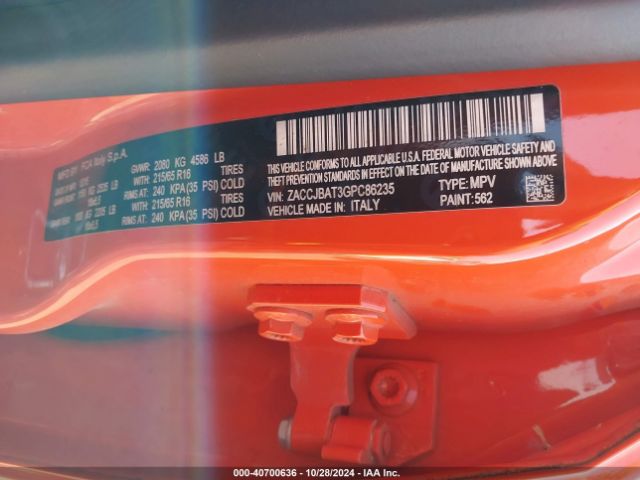 MFD BY: FCA Italy S.p.A.
GVWR: 2080 KG 4586 LB
WITH: 215/65 R16 TIRES
RIMS AT: 240 KPA (35 PSI) COLD
WITH: 215/65 R16 TIRES
RIMS AT: 240 KPA (35 PSI) COLD
THIS VEHICLE CONFORMS TO ALL APPLICABLE U.S.A. FEDERAL MOTOR
VEHICLE SAFETY, BUMPER, AND THEFT PREVENTION STANDARDS IN EFFECT ON THE
DATE OF MANUFACTURE SHOWN ABOVE.
VIN: ZACCJBAT3GPC86235 TYPE: MPV
VEHICLE MADE IN: ITALY PAINT: 562
000-40700636 - 10/28/2024 - IAA Inc.